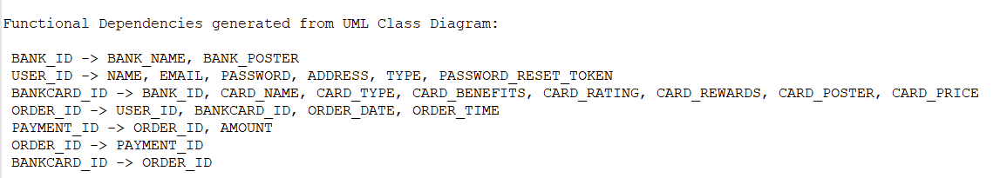 Functional Dependencies generated from UML Class Diagram:
BANK_ID -> BANK_NAME, BANK_POSTER
USER_ID -> NAME, EMAIL, PASSWORD, ADDRESS, TYPE, PASSWORD_RESET_TOKEN
BANKCARD_ID -> BANK_ID, CARD_NAME, CARD_TYPE, CARD_BENEFITS, CARD_RATING, CARD_REWARDS, CARD_POSTER, CARD_PRICE
ORDER_ID -> USER_ID, BANKCARD_ID, ORDER_DATE, ORDER_TIME
PAYMENT_ID -> ORDER_ID, AMOUNT
ORDER_ID -> PAYMENT_ID
BANKCARD_ID -> ORDER_ID